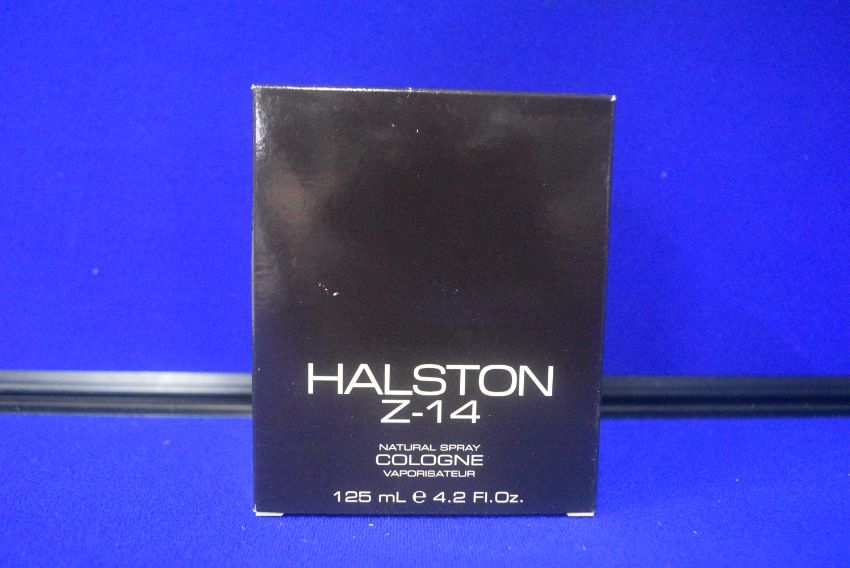 HALSTON
Z-14
NATURAL SPRAY
COLOGNE
VAPORISATEUR
125 mL ℮ 4.2 Fl.Oz.